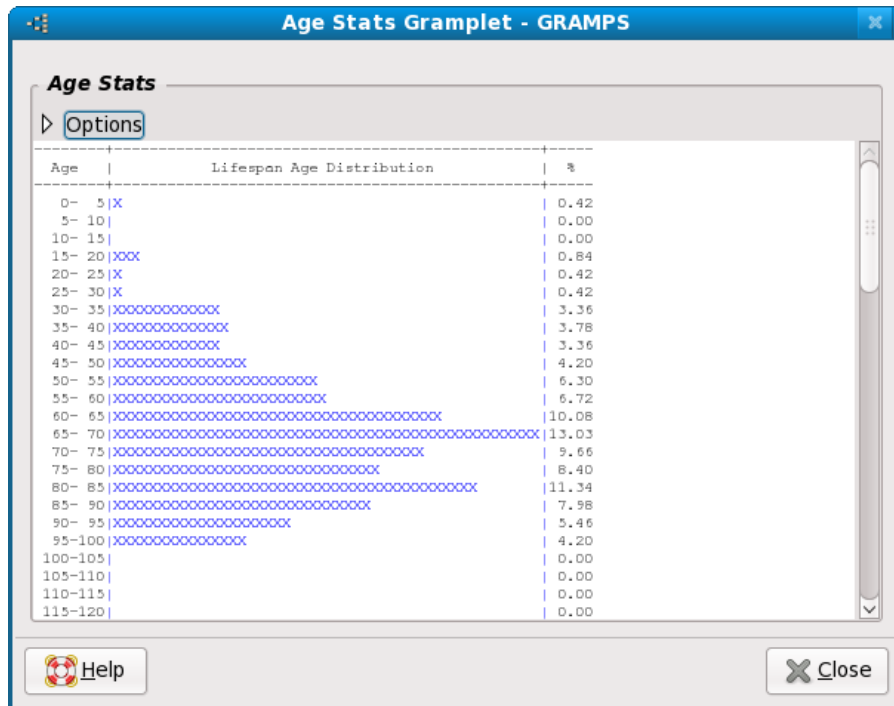 Age Stats Gramplet - GRAMPS
Age Stats
Options
--------+--------------------------------------------------+-----
Age | Lifespan Age Distribution | %
--------+--------------------------------------------------+-----
0- 5|X | 0.42
5- 10| | 0.00
10- 15| | 0.00
15- 20|XXX | 0.84
20- 25|X | 0.42
25- 30|X | 0.42
30- 35|XXXXXXXXXXXX | 3.36
35- 40|XXXXXXXXXXXXX | 3.78
40- 45|XXXXXXXXXXXX | 3.36
45- 50|XXXXXXXXXXXXXXX | 4.20
50- 55|XXXXXXXXXXXXXXXXXXXXXXX | 6.30
55- 60|XXXXXXXXXXXXXXXXXXXXXXXX | 6.72
60- 65|XXXXXXXXXXXXXXXXXXXXXXXXXXXXXXXXXXXXX |10.08
65- 70|XXXXXXXXXXXXXXXXXXXXXXXXXXXXXXXXXXXXXXXXXXXXXXXX|13.03
70- 75|XXXXXXXXXXXXXXXXXXXXXXXXXXXXXXXXXXX | 9.66
75- 80|XXXXXXXXXXXXXXXXXXXXXXXXXXXXXX | 8.40
80- 85|XXXXXXXXXXXXXXXXXXXXXXXXXXXXXXXXXXXXXXXXX |11.34
85- 90|XXXXXXXXXXXXXXXXXXXXXXXXXXXXX | 7.98
90- 95|XXXXXXXXXXXXXXXXXXXX | 5.46
95-100|XXXXXXXXXXXXXXX | 4.20
100-105| | 0.00
105-110| | 0.00
110-115| | 0.00
115-120| | 0.00
Help
Close